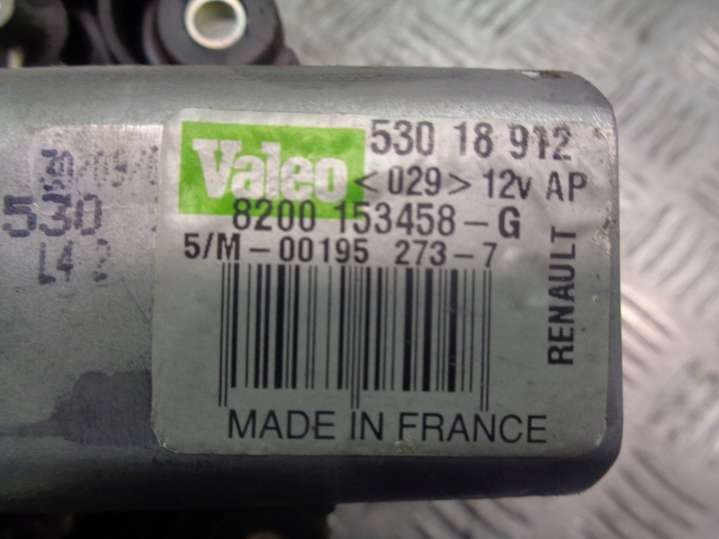 Valeo
530 18 912
<029> 12v AP
8200 153458-G
5/M-00195 273-7
RENAULT
MADE IN FRANCE
530